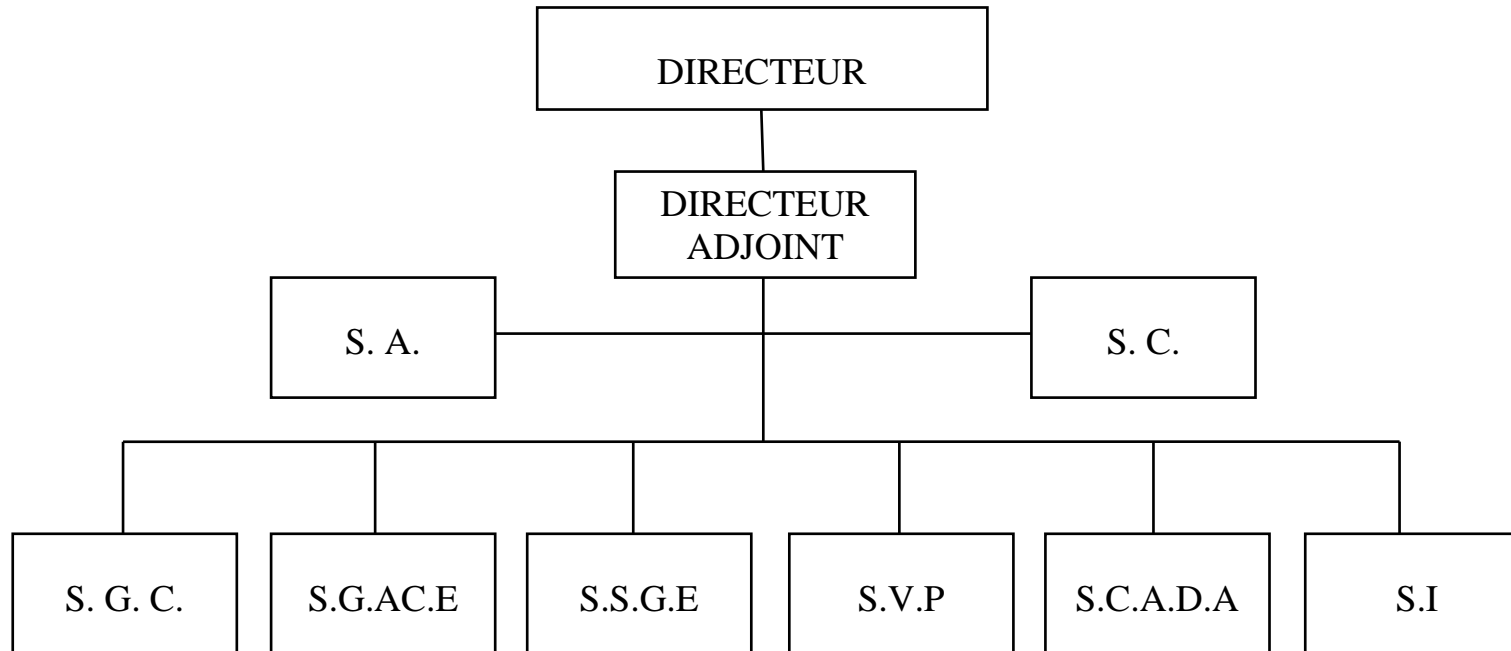 DIRECTEUR
DIRECTEUR
ADJOINT
S. A.
S. C.
S. G. C.
S.G.AC.E
S.S.G.E
S.V.P
S.C.A.D.A
S.I